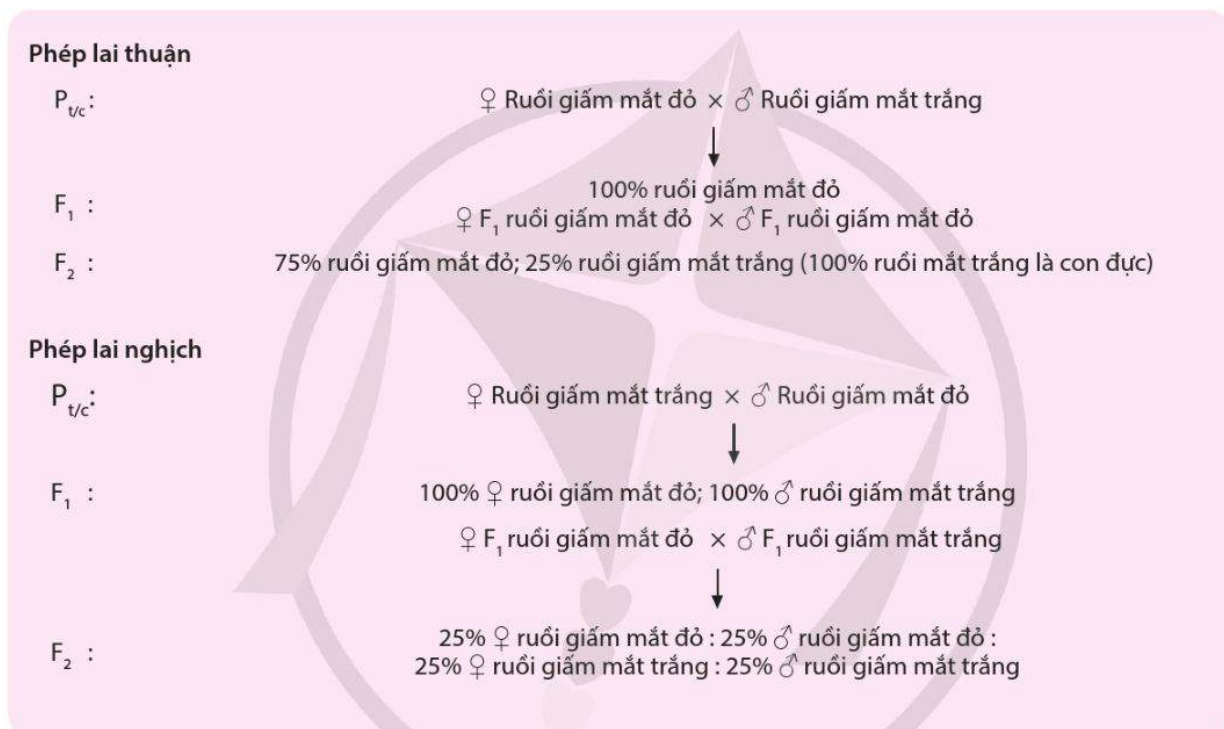 Phép lai thuận
P t/c : ♀ Ruồi giấm mắt đỏ × ♂ Ruồi giấm mắt trắng
100% ruồi giấm mắt đỏ
F1 :
♀ F1 ruồi giấm mắt đỏ × ♂ F1 ruồi giấm mắt đỏ
F2 : 75% ruồi giấm mắt đỏ; 25% ruồi giấm mắt trắng (100% ruồi mắt trắng là con đực)
Phép lai nghịch
P t/c: ♀ Ruồi giấm mắt trắng × ♂ Ruồi giấm mắt đỏ
F1 : 100% ♀ ruồi giấm mắt đỏ; 100% ♂ ruồi giấm mắt trắng
♀ F1 ruồi giấm mắt đỏ × ♂ F1 ruồi giấm mắt trắng
25% ♀ ruồi giấm mắt đỏ : 25% ♂ ruồi giấm mắt đỏ :
F2 :
25% ♀ ruồi giấm mắt trắng : 25% ♂ ruồi giấm mắt trắng